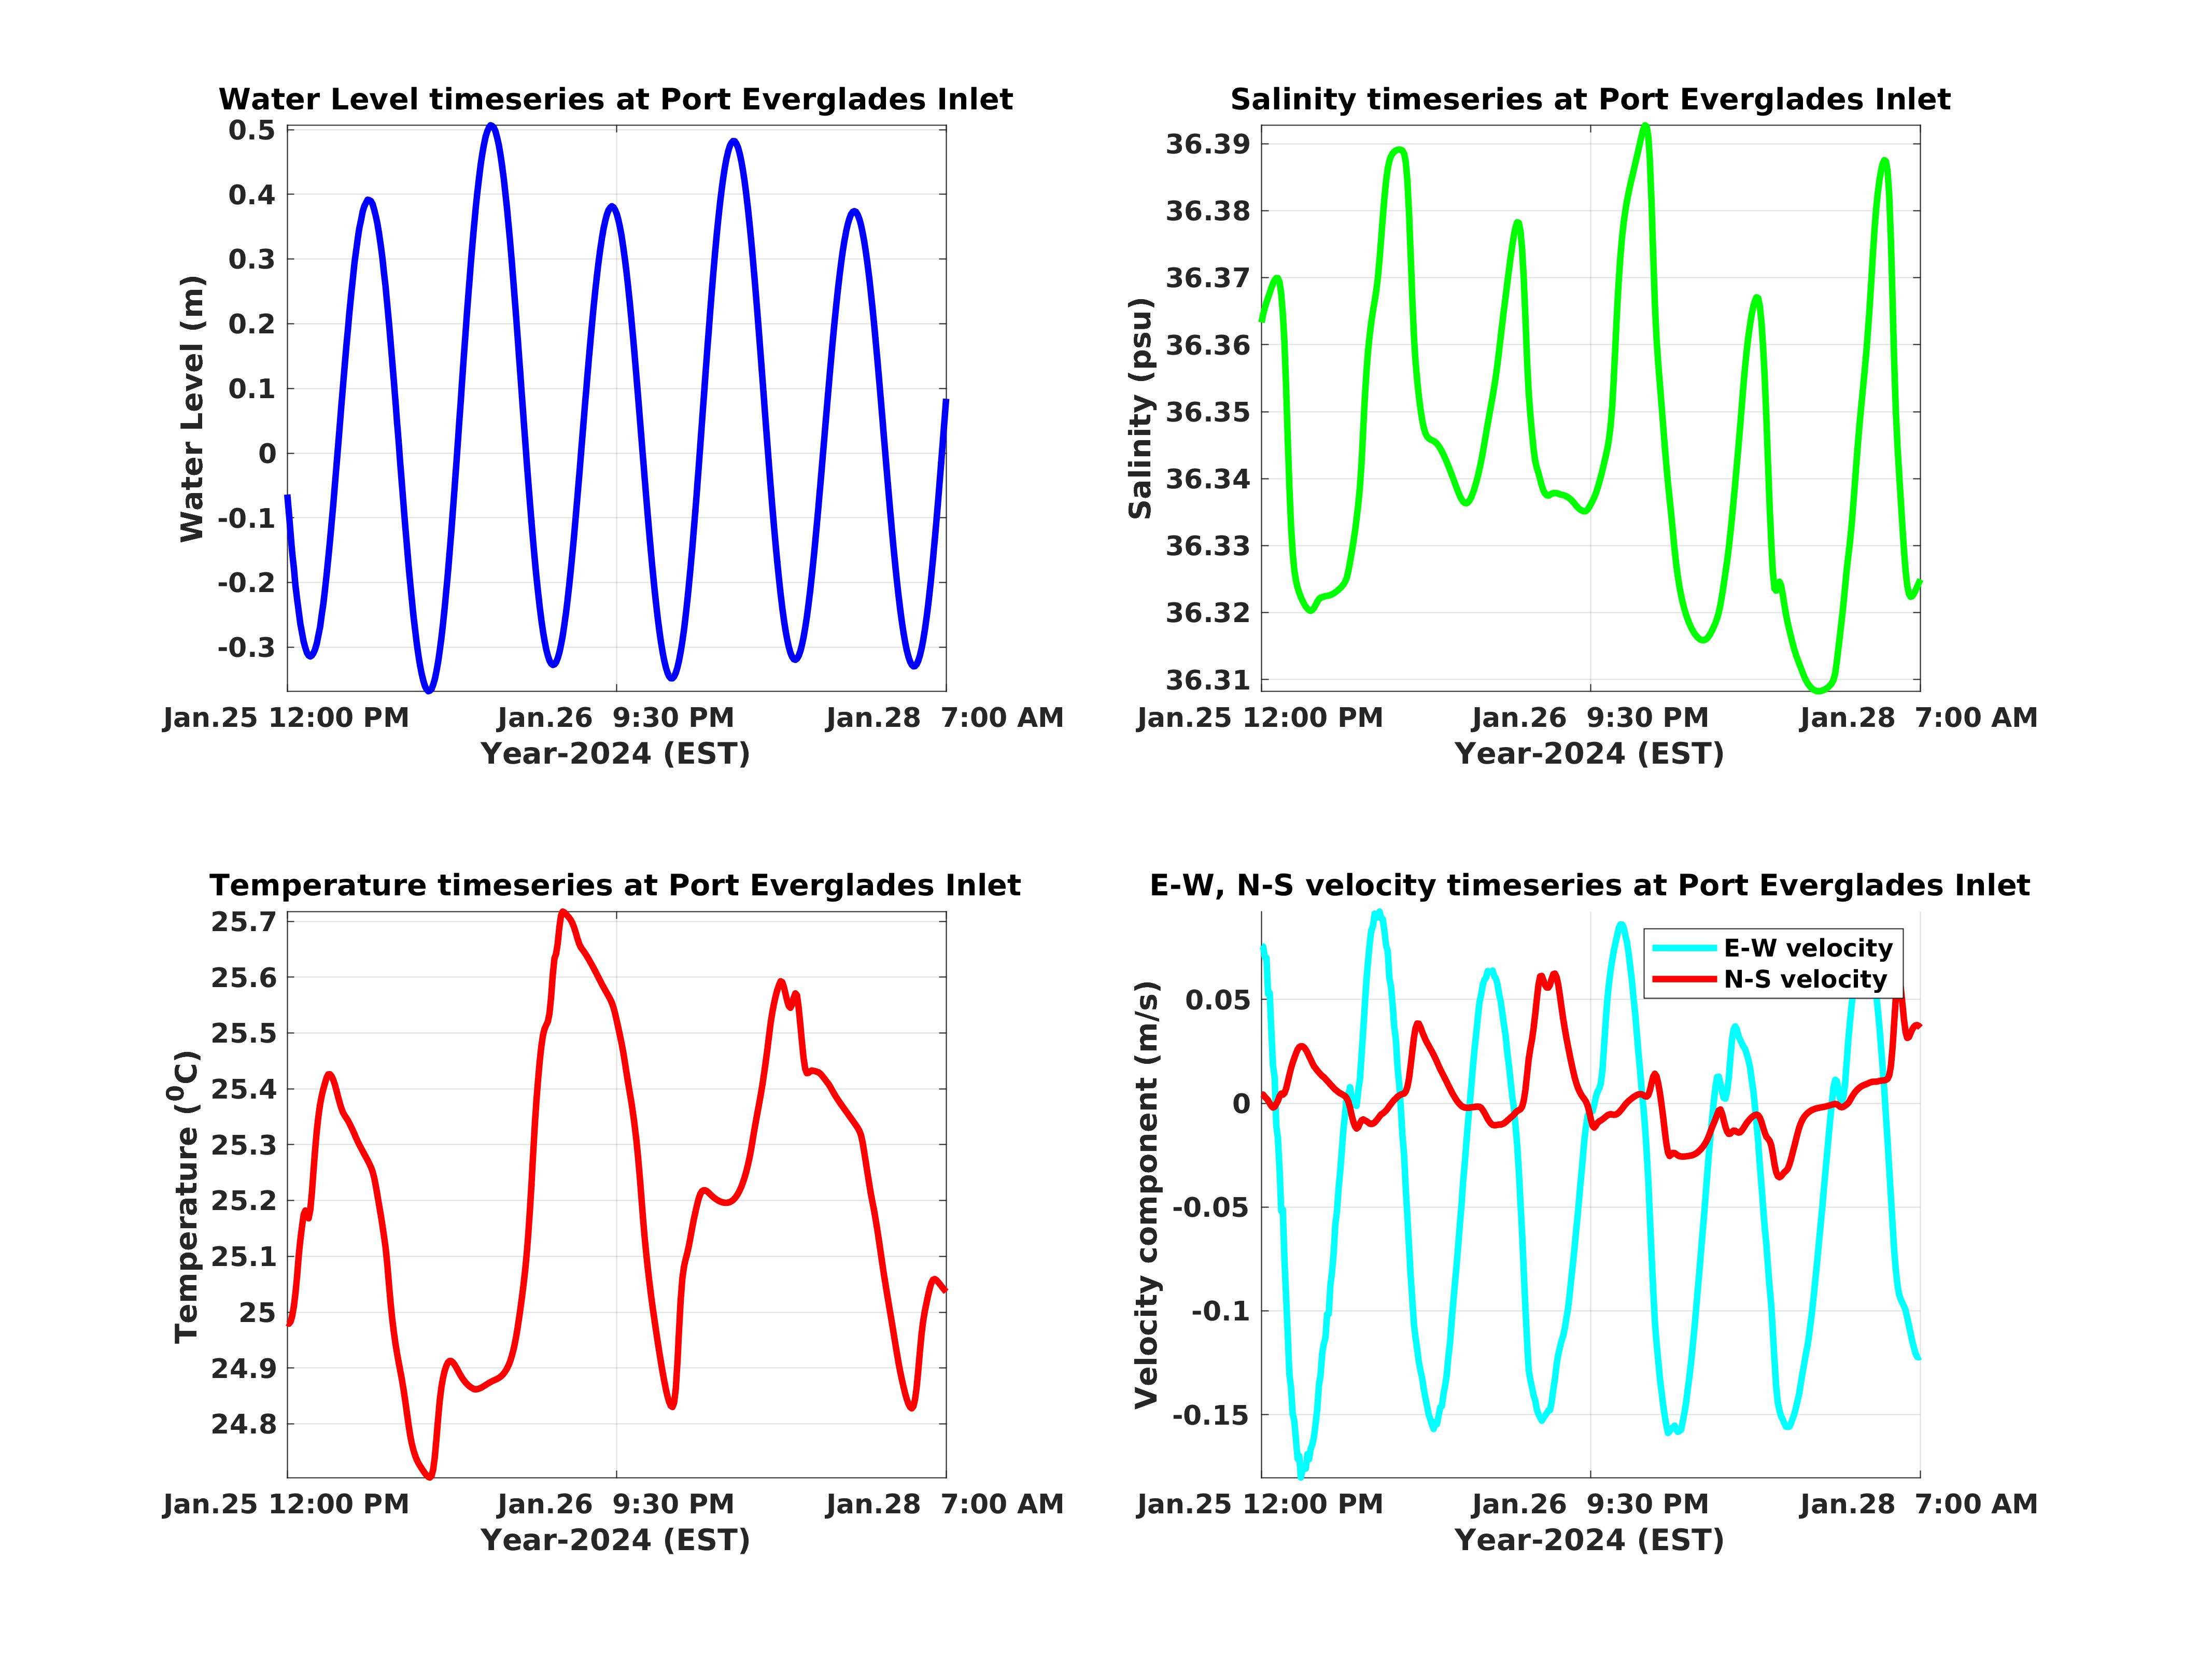 Water Level timeseries at Port Everglades Inlet
0.5
0.4
0.3
0.2
0.1
0
-0.1
-0.2
-0.3
Water Level (m)
Jan.25 12:00 PM
Jan.26  9:30 PM
Jan.28  7:00 AM
Year-2024 (EST)
Salinity timeseries at Port Everglades Inlet
36.39
36.38
36.37
36.36
36.35
36.34
36.33
36.32
36.31
Salinity (psu)
Jan.25 12:00 PM
Jan.26  9:30 PM
Jan.28  7:00 AM
Year-2024 (EST)
Temperature timeseries at Port Everglades Inlet
25.7
25.6
25.5
25.4
25.3
25.2
25.1
25
24.9
24.8
Temperature (⁰C)
Jan.25 12:00 PM
Jan.26  9:30 PM
Jan.28  7:00 AM
Year-2024 (EST)
E-W, N-S velocity timeseries at Port Everglades Inlet
E-W velocity
N-S velocity
0.05
0
-0.05
-0.1
-0.15
Velocity component (m/s)
Jan.25 12:00 PM
Jan.26  9:30 PM
Jan.28  7:00 AM
Year-2024 (EST)